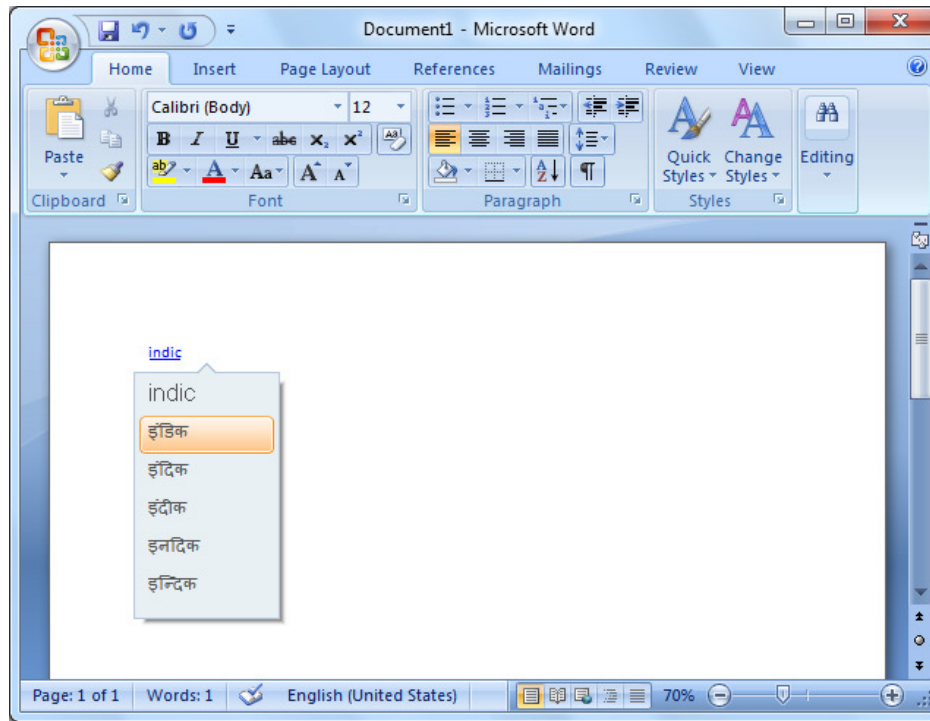 Document1 - Microsoft Word
Home Insert Page Layout References Mailings Review View
Calibri (Body) 12
B I U abe X₂ X² Aa
Paste ab A Aa A A
Quick Styles Change Styles Editing
Clipboard Font Paragraph Styles
indic
indic
इंडिक
इंदिक
इंदीक
इनदिक
इन्दिक
Page: 1 of 1 Words: 1 English (United States) 70%